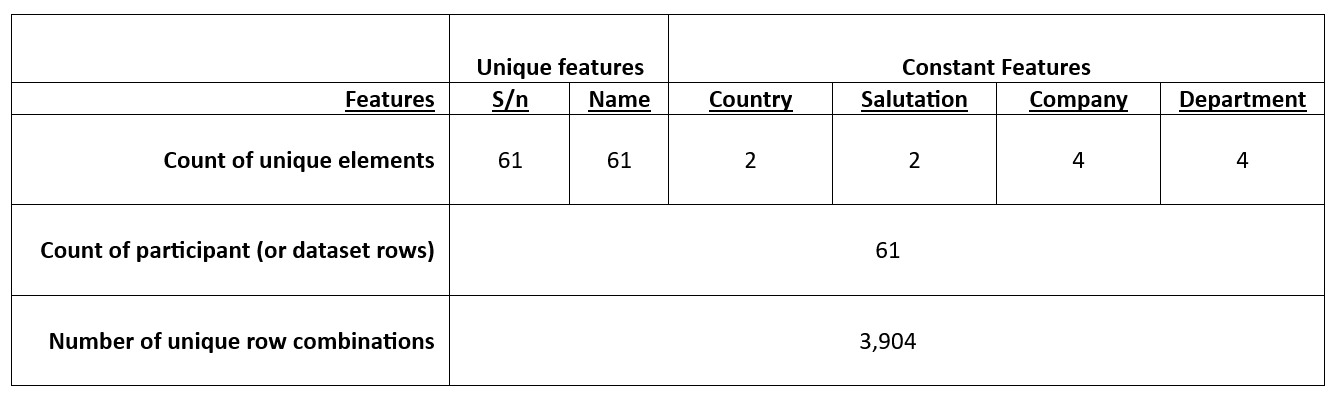 Unique features Constant Features
Features S/n Name Country Salutation Company Department
Count of unique elements 61 61 2 2 4 4
Count of participant (or dataset rows) 61
Number of unique row combinations 3,904